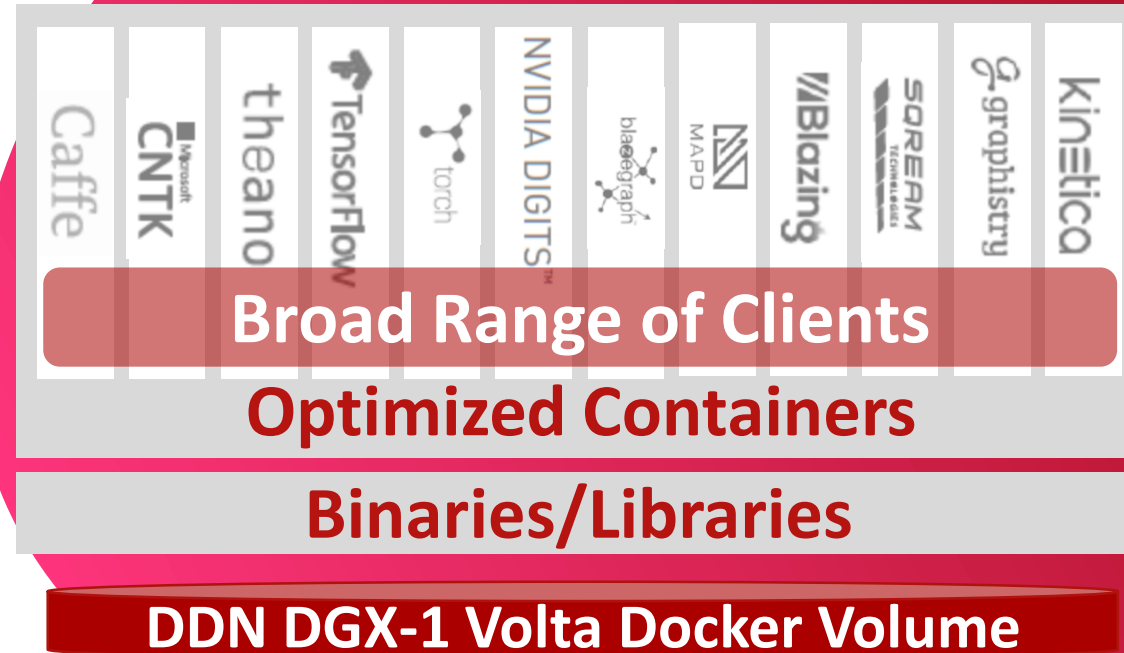 Caffe
Microsoft
CNTK
theano
TensorFlow
torch
NVIDIA DIGITS™
blazegraph
MAPD
Blazing
SQREAM
TECHNOLOGIES
graphistry
kinetica
Broad Range of Clients
Optimized Containers
Binaries/Libraries
DDN DGX-1 Volta Docker Volume